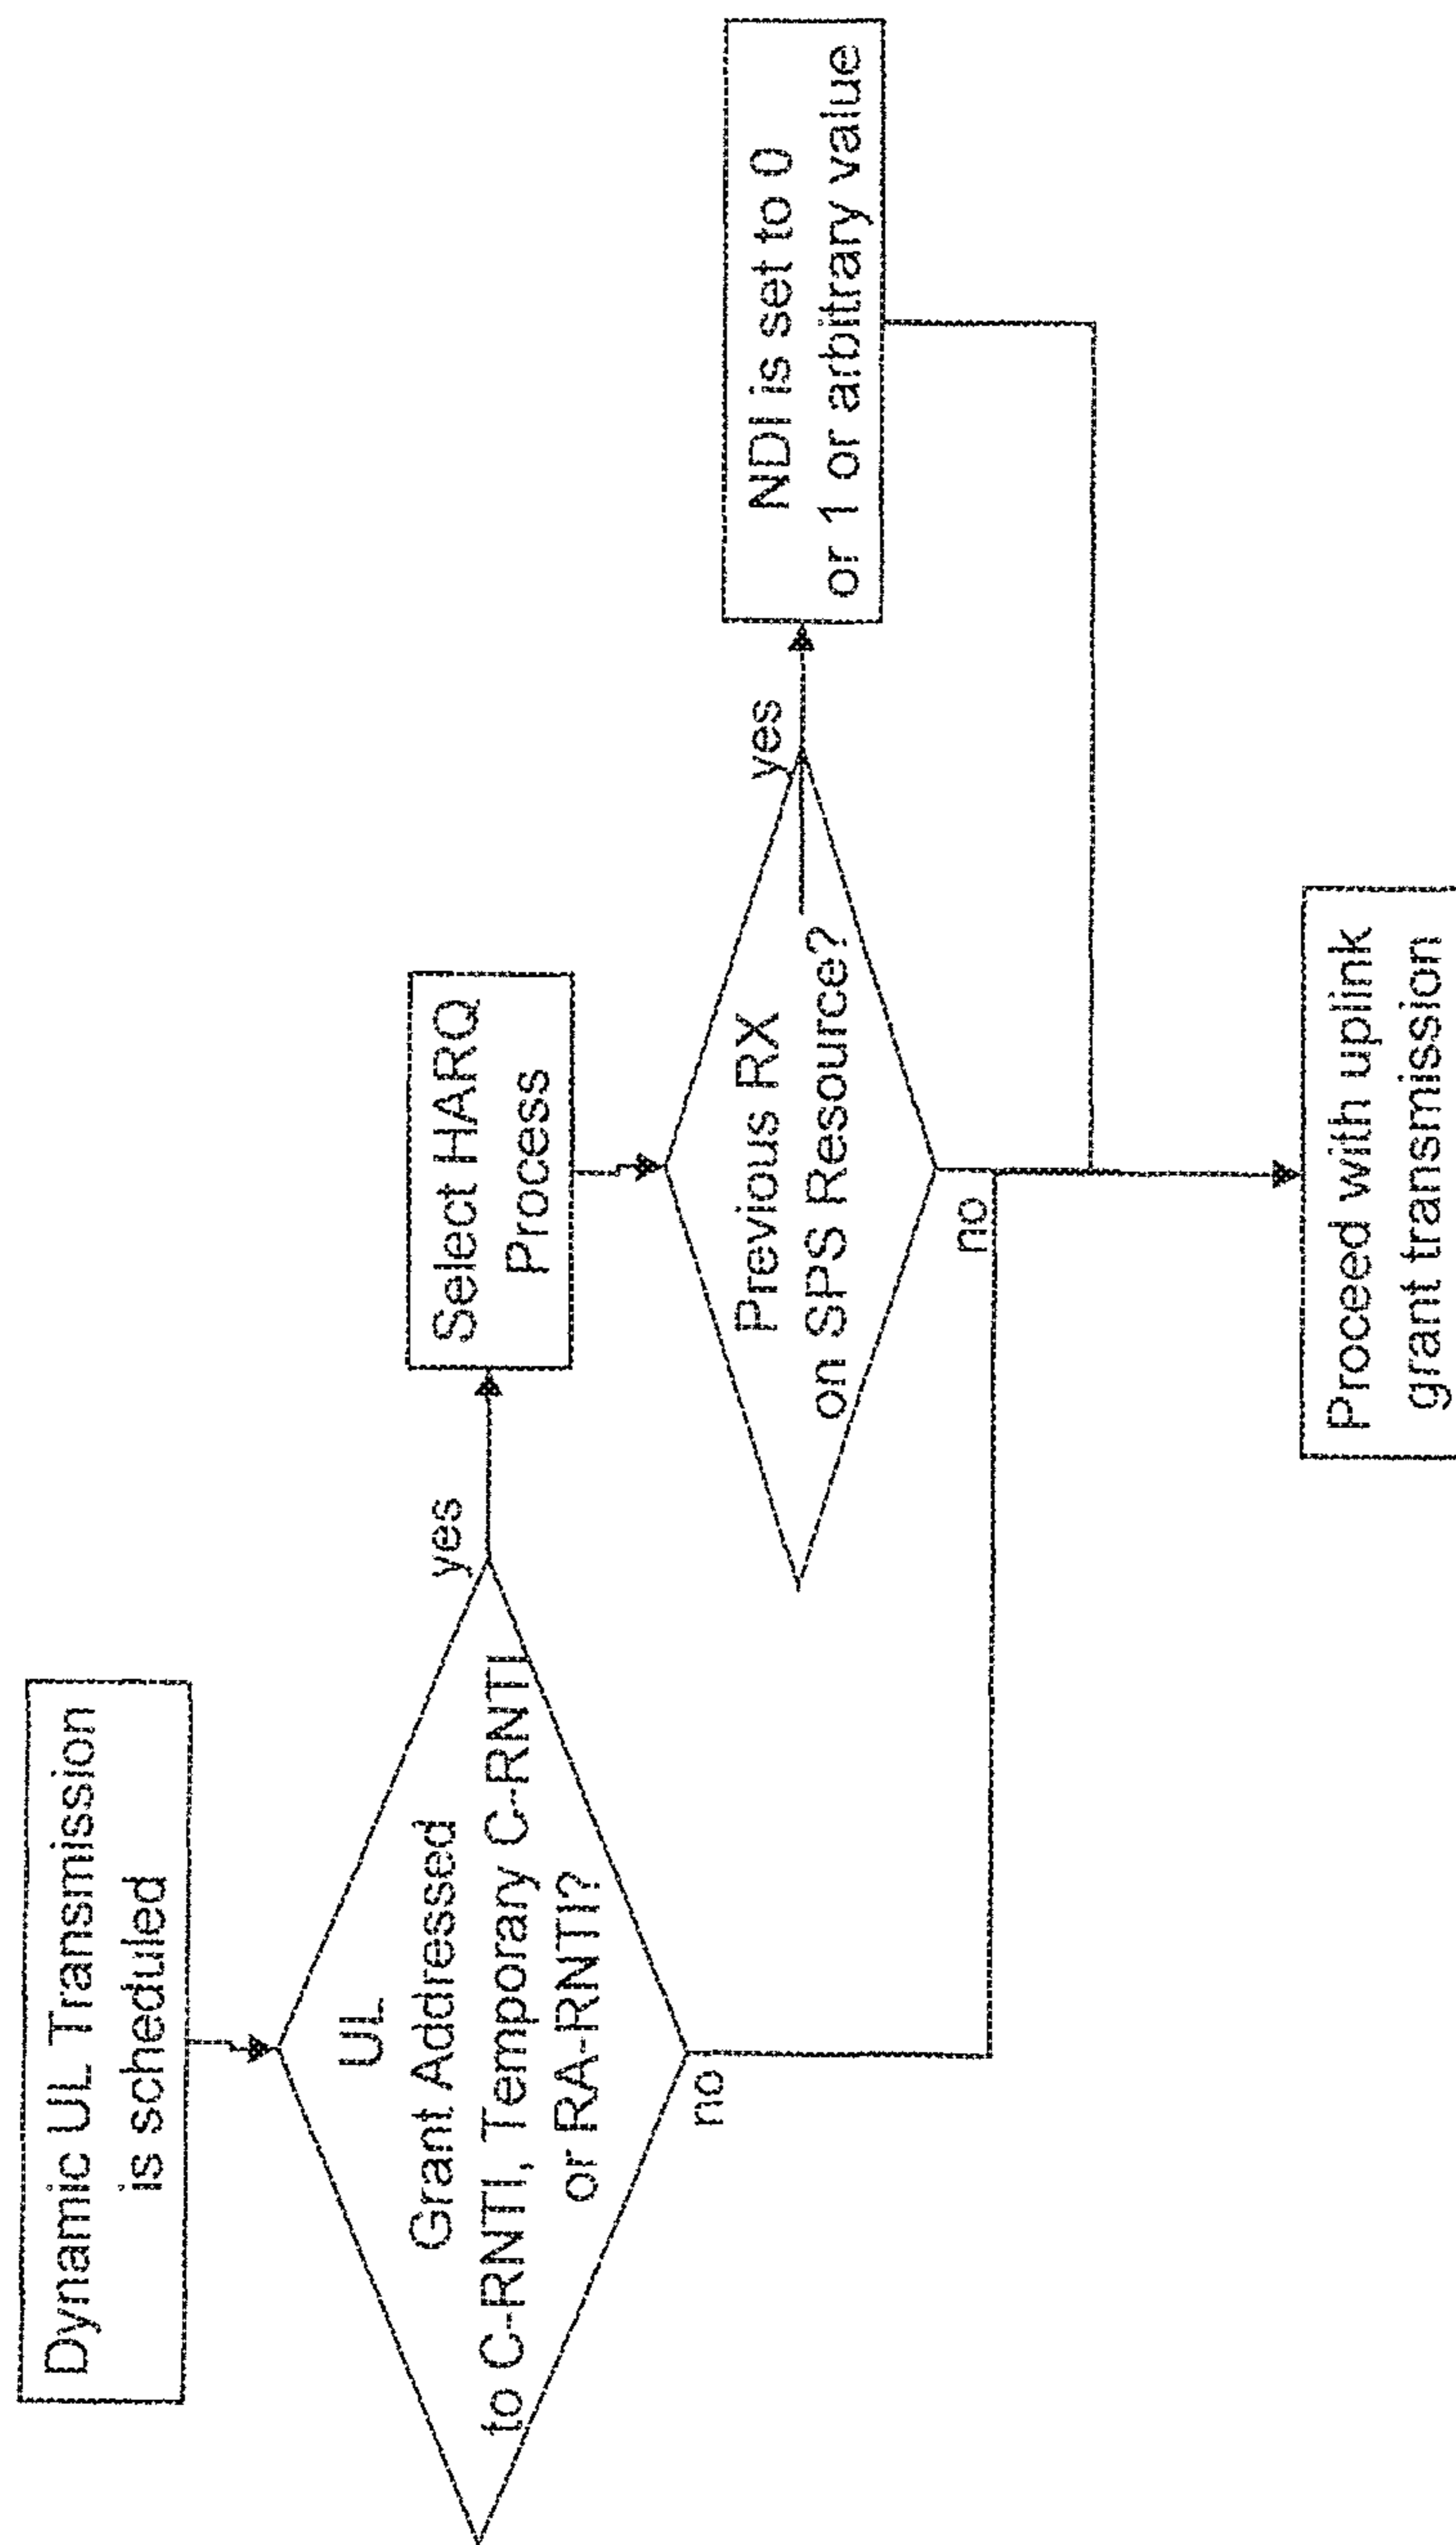 Dynamic UL Transmission
is scheduled
UL
Grant Addressed
to C-RNTI, Temporary C-RNTI
or RA-RNTI?
yes
no
Select HARQ
Process
Previous RX
on SPS Resource?
yes
no
NDI is set to 0
or 1 or arbitrary value
Proceed with uplink
grant transmission